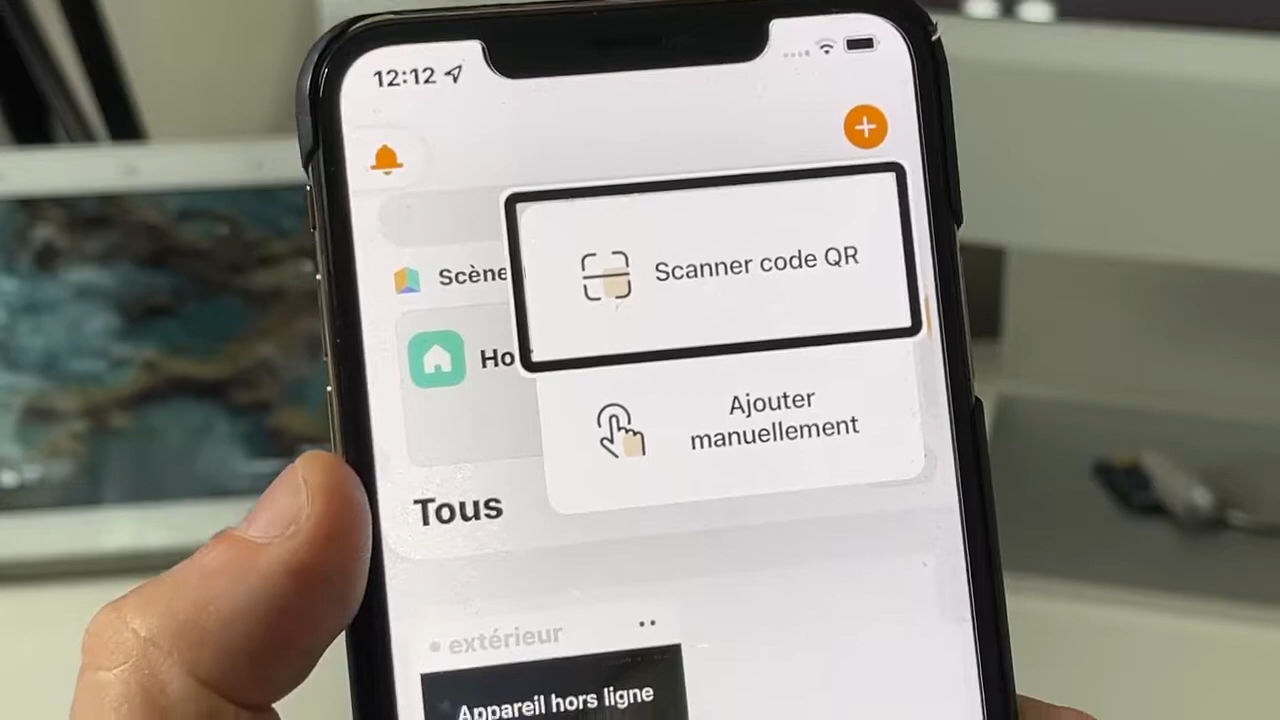 12:12
Scanner code QR
Scène
Ho
Ajouter
manuellement
Tous
extérieur
Appareil hors ligne